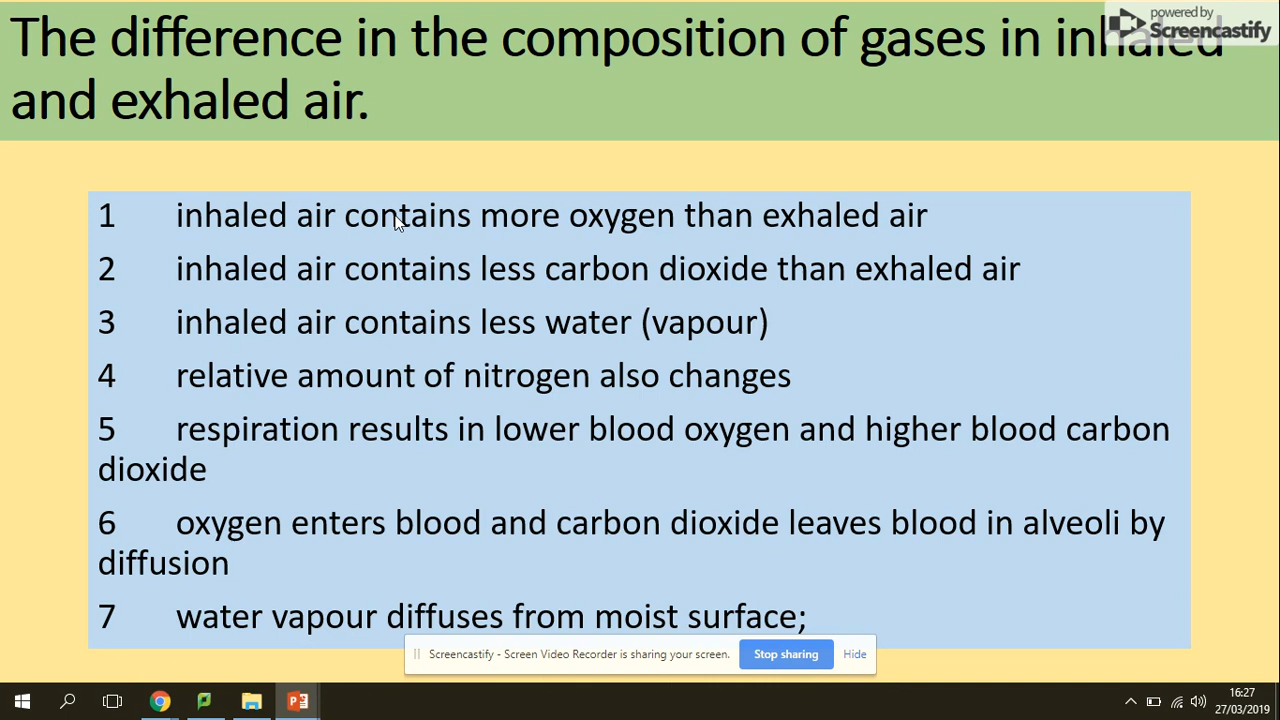 The difference in the composition of gases in inhaled
and exhaled air.
powered by
Screencastify
1 inhaled air contains more oxygen than exhaled air
2 inhaled air contains less carbon dioxide than exhaled air
3 inhaled air contains less water (vapour)
4 relative amount of nitrogen also changes
5 respiration results in lower blood oxygen and higher blood carbon
dioxide
6 oxygen enters blood and carbon dioxide leaves blood in alveoli by
diffusion
7 water vapour diffuses from moist surface;
Screencastify - Screen Video Recorder is sharing your screen. Stop sharing Hide
16:27
27/03/2019